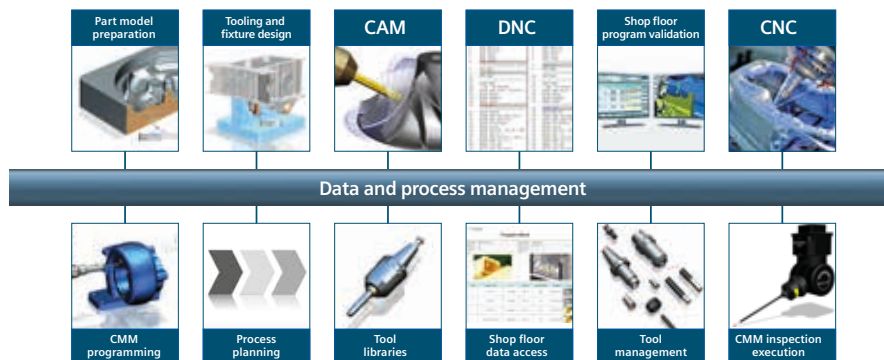 Part model
preparation
Tooling and
fixture design
CAM
DNC
Shop floor
program validation
CNC
Data and process management
CMM
programming
Process
planning
Tool
libraries
Shop floor
data access
Tool
management
CMM inspection
execution